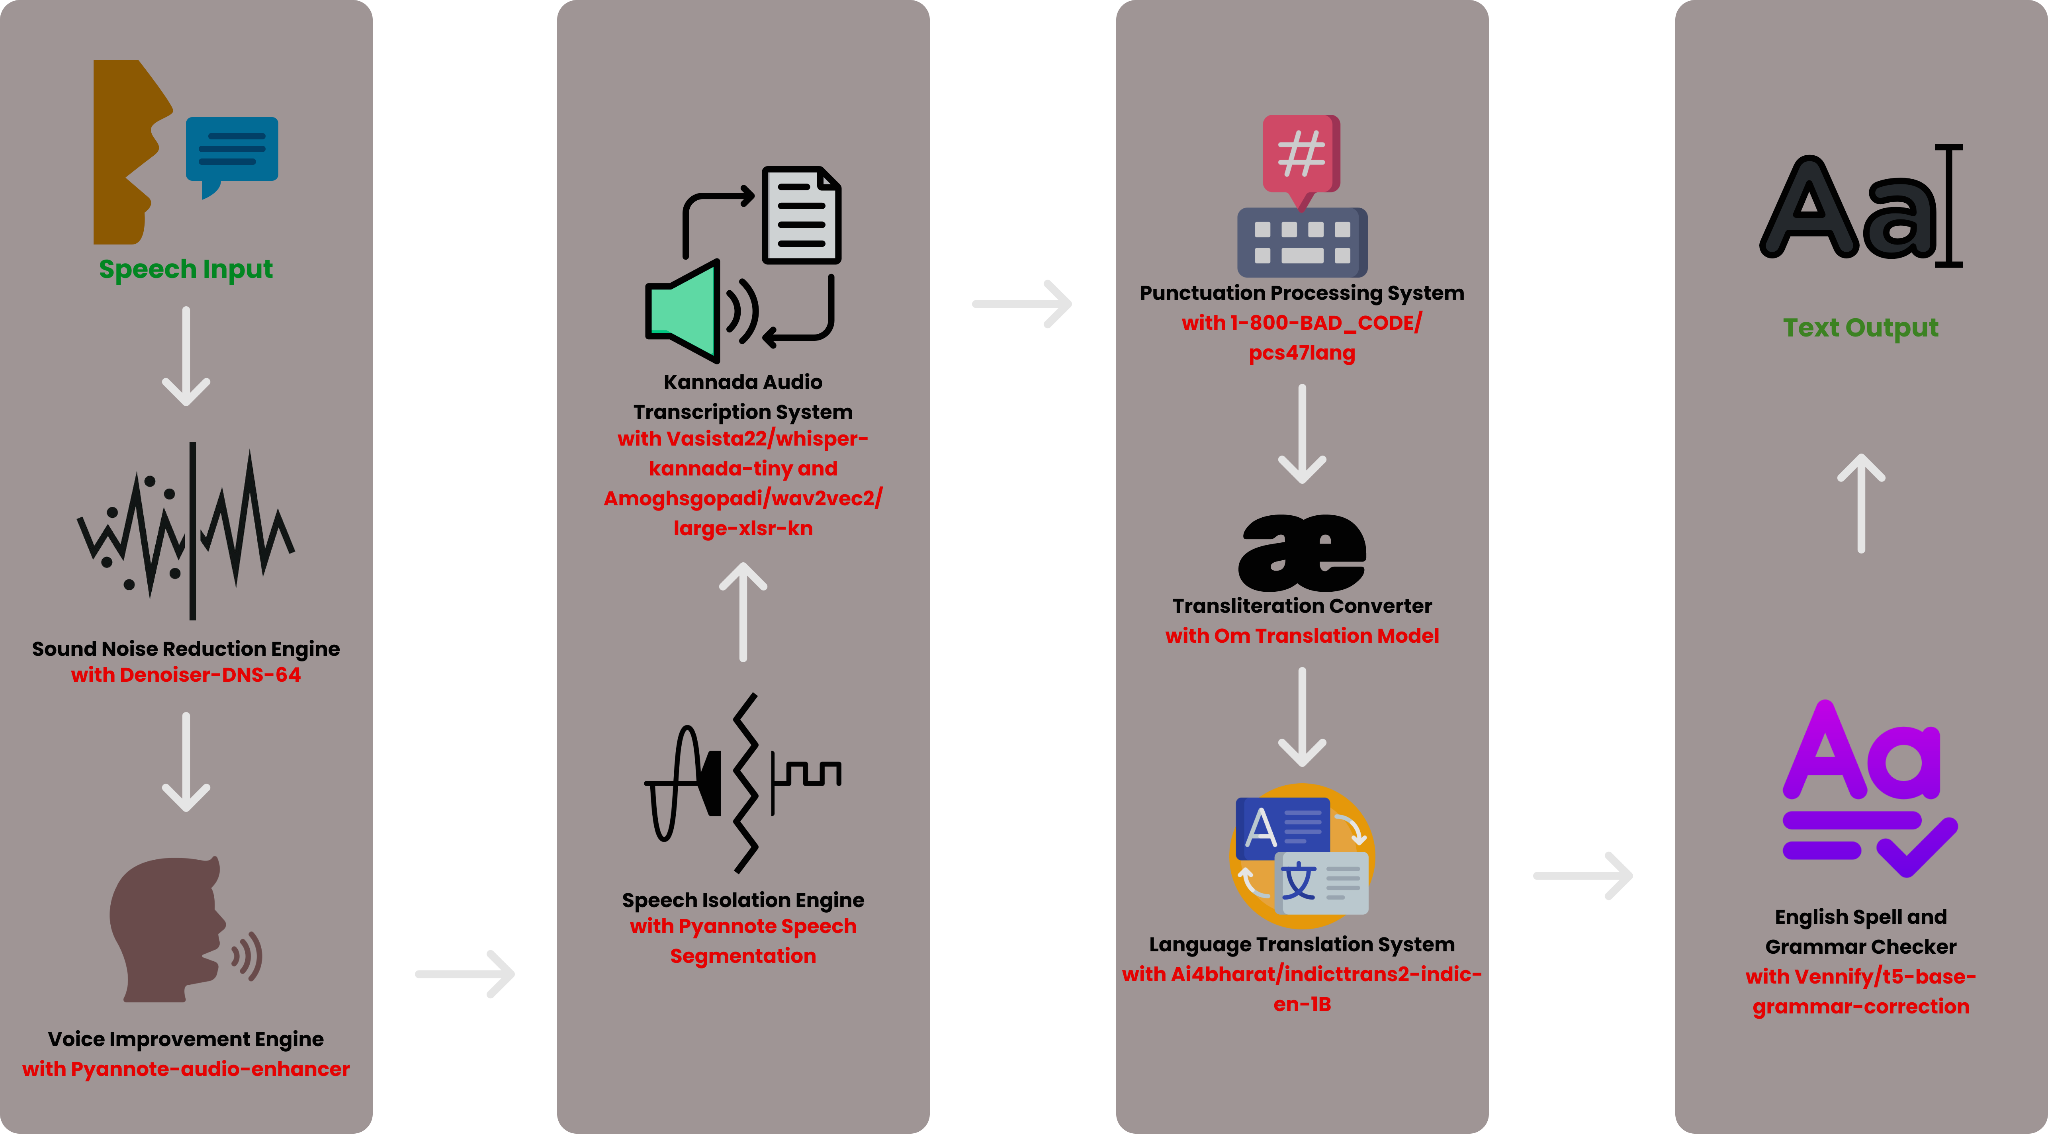 Speech Input
Sound Noise Reduction Engine
with Denoiser-DNS-64
Voice Improvement Engine
with Pyannote-audio-enhancer
Kannada Audio
Transcription System
with Vasista22/whisper-
kannada-tiny and
Amoghsgopadi/wav2vec2/
large-xlsr-kn
Speech Isolation Engine
with Pyannote Speech
Segmentation
#
Punctuation Processing System
with 1-800-BAD_CODE/
pcs47lang
æ
Transliteration Converter
with Om Translation Model
A
文
Language Translation System
with Ai4bharat/indicttrans2-indic-
en-1B
Aa
Text Output
Aa
English Spell and
Grammar Checker
with Vennify/t5-base-
grammar-correction